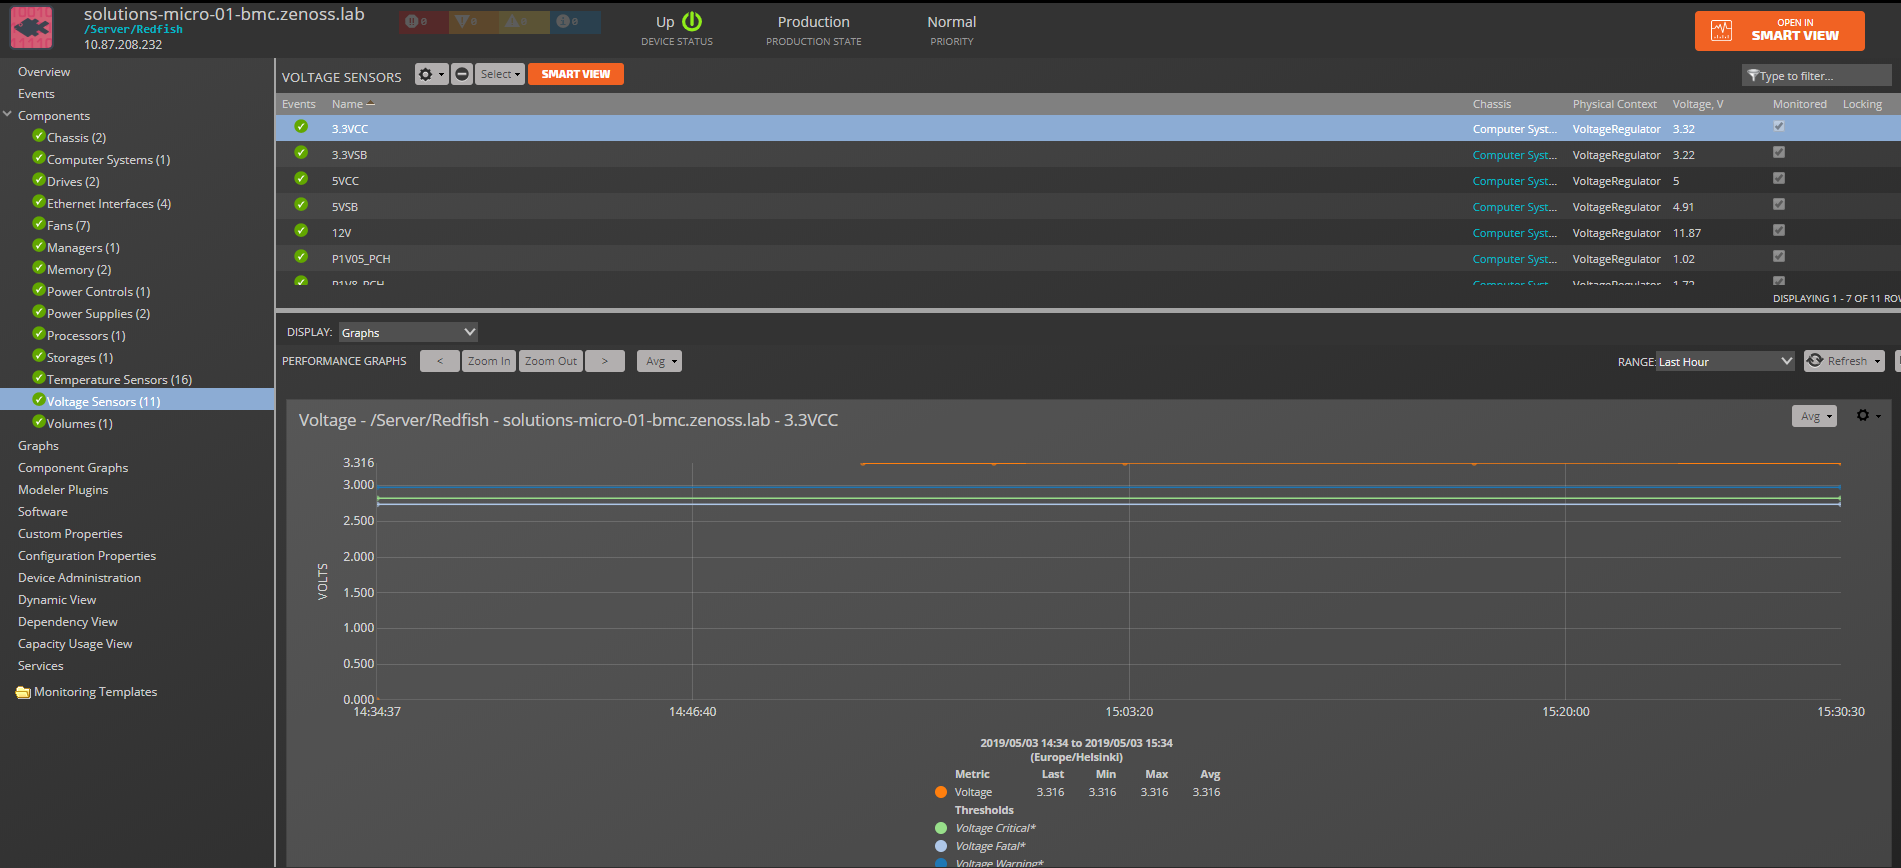 solutions-micro-01-bmc.zenoss.lab
/Server/Redfish
10.87.208.232
0 0 0 0
Up
DEVICE STATUS
Production
PRODUCTION STATE
Normal
PRIORITY
OPEN IN
SMART VIEW
Overview
Events
Components
Chassis (2)
Computer Systems (1)
Drives (2)
Ethernet Interfaces (4)
Fans (7)
Managers (1)
Memory (2)
Power Controls (1)
Power Supplies (2)
Processors (1)
Storages (1)
Temperature Sensors (16)
Voltage Sensors (11)
Volumes (1)
Graphs
Component Graphs
Modeler Plugins
Software
Custom Properties
Configuration Properties
Device Administration
Dynamic View
Dependency View
Capacity Usage View
Services
Monitoring Templates
VOLTAGE SENSORS Select SMART VIEW Type to filter...
Events Name Chassis Physical Context Voltage, V Monitored Locking
3.3VCC Computer Syst... VoltageRegulator 3.32
3.3VSB Computer Syst... VoltageRegulator 3.22
5VCC Computer Syst... VoltageRegulator 5
5VSB Computer Syst... VoltageRegulator 4.91
12V Computer Syst... VoltageRegulator 11.87
P1V05_PCH Computer Syst... VoltageRegulator 1.02
P1V8_PCH Computer Syst... VoltageRegulator 1.72
DISPLAYING 1 - 7 OF 11 ROW
DISPLAY: Graphs
PERFORMANCE GRAPHS < Zoom In Zoom Out > Avg RANGE: Last Hour Refresh
Voltage - /Server/Redfish - solutions-micro-01-bmc.zenoss.lab - 3.3VCC Avg
VOLTS
3.316
3.000
2.500
2.000
1.500
1.000
0.500
0.000
14:34:37 14:46:40 15:03:20 15:20:00 15:30:30
2019/05/03 14:34 to 2019/05/03 15:34
(Europe/Helsinki)
Metric Last Min Max Avg
Voltage 3.316 3.316 3.316 3.316
Thresholds
Voltage Critical*
Voltage Fatal*
Voltage Warning*